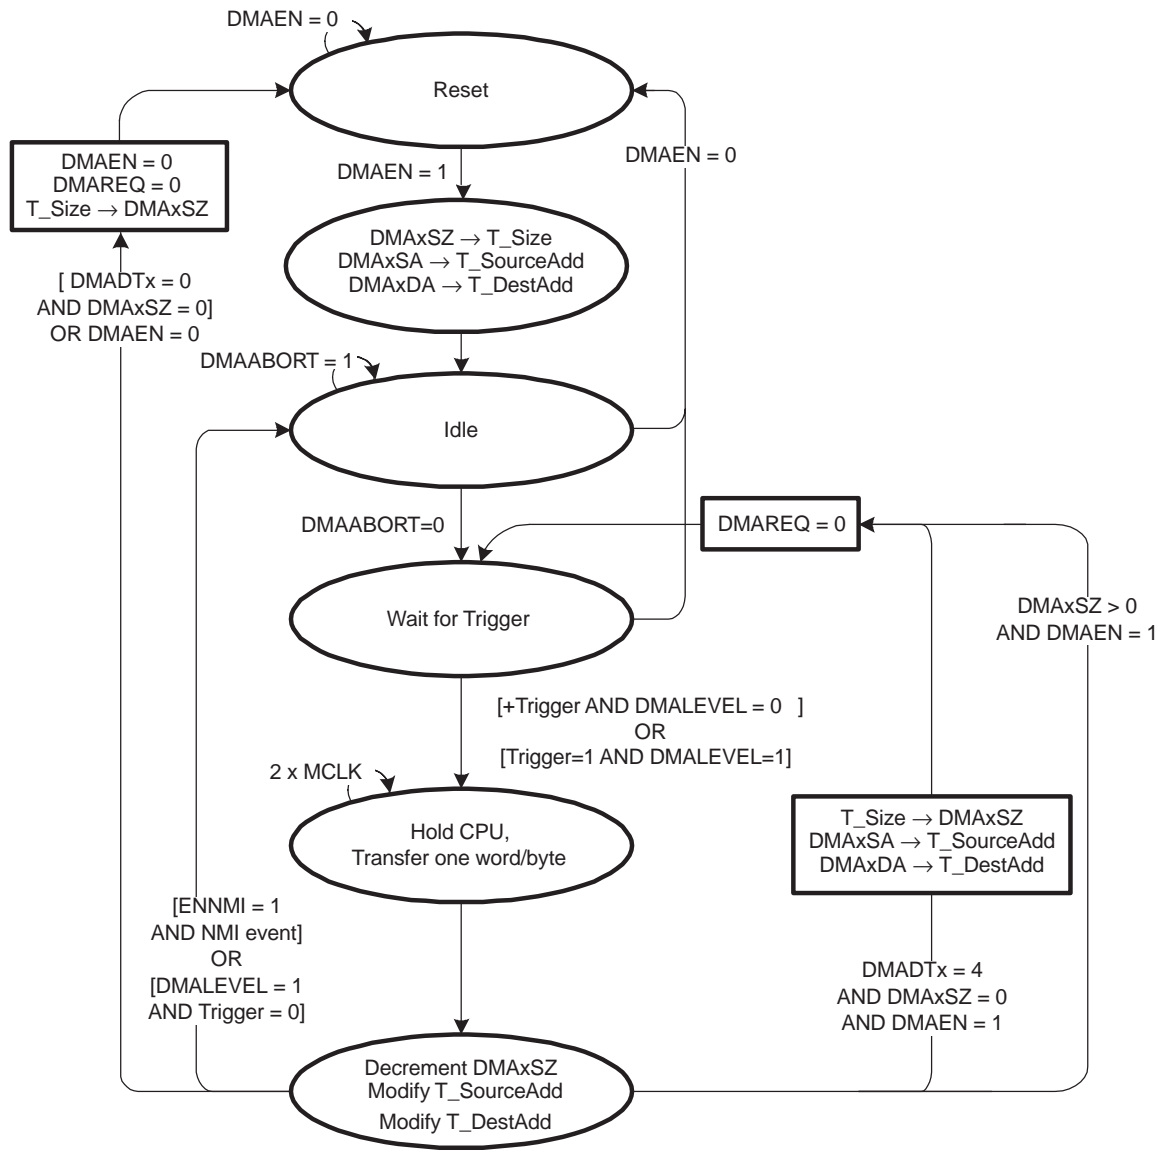 DMAEN = 0
Reset
DMAEN = 0
DMAREQ = 0
T_Size → DMAxSZ
DMAEN = 1
DMAEN = 0
DMAxSZ → T_Size
DMAxSA → T_SourceAdd
DMAxDA → T_DestAdd
[ DMADTx = 0
AND DMAxSZ = 0]
OR DMAEN = 0
DMAABORT = 1
Idle
DMAABORT=0
DMAREQ = 0
Wait for Trigger
DMAxSZ > 0
AND DMAEN = 1
[+Trigger AND DMALEVEL = 0 ]
OR
[Trigger=1 AND DMALEVEL=1]
2 x MCLK
Hold CPU,
Transfer one word/byte
T_Size → DMAxSZ
DMAxSA → T_SourceAdd
DMAxDA → T_DestAdd
[ENNMI = 1
AND NMI event]
OR
[DMALEVEL = 1
AND Trigger = 0]
DMADTx = 4
AND DMAxSZ = 0
AND DMAEN = 1
Decrement DMAxSZ
Modify T_SourceAdd
Modify T_DestAdd